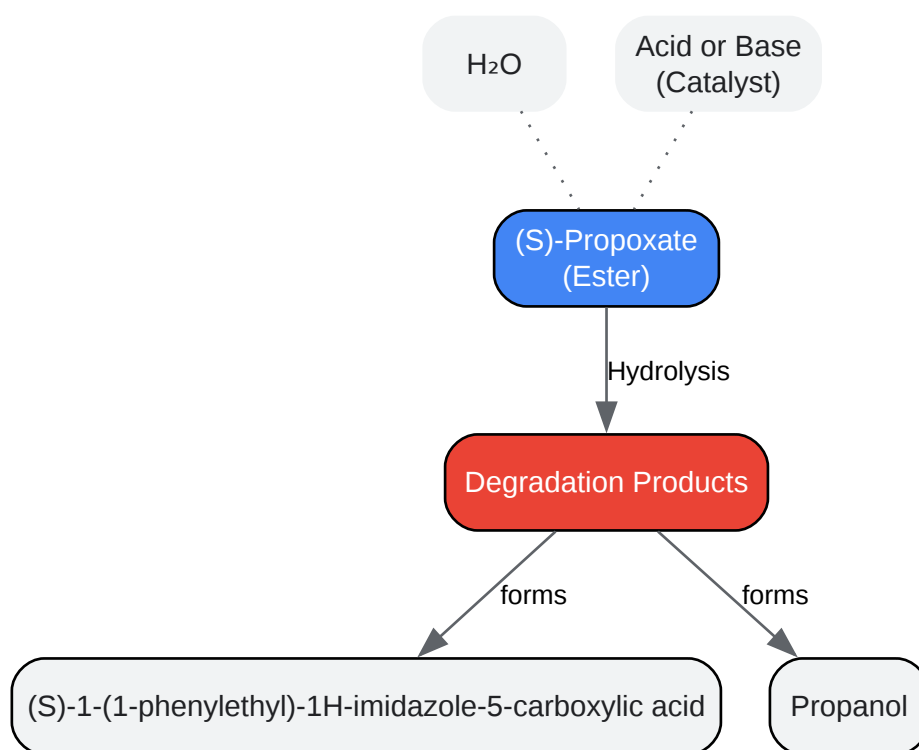 H₂O
Acid or Base
(Catalyst)
(S)-Propoxate
(Ester)
Hydrolysis
Degradation Products
forms
forms
(S)-1-(1-phenylethyl)-1H-imidazole-5-carboxylic acid
Propanol